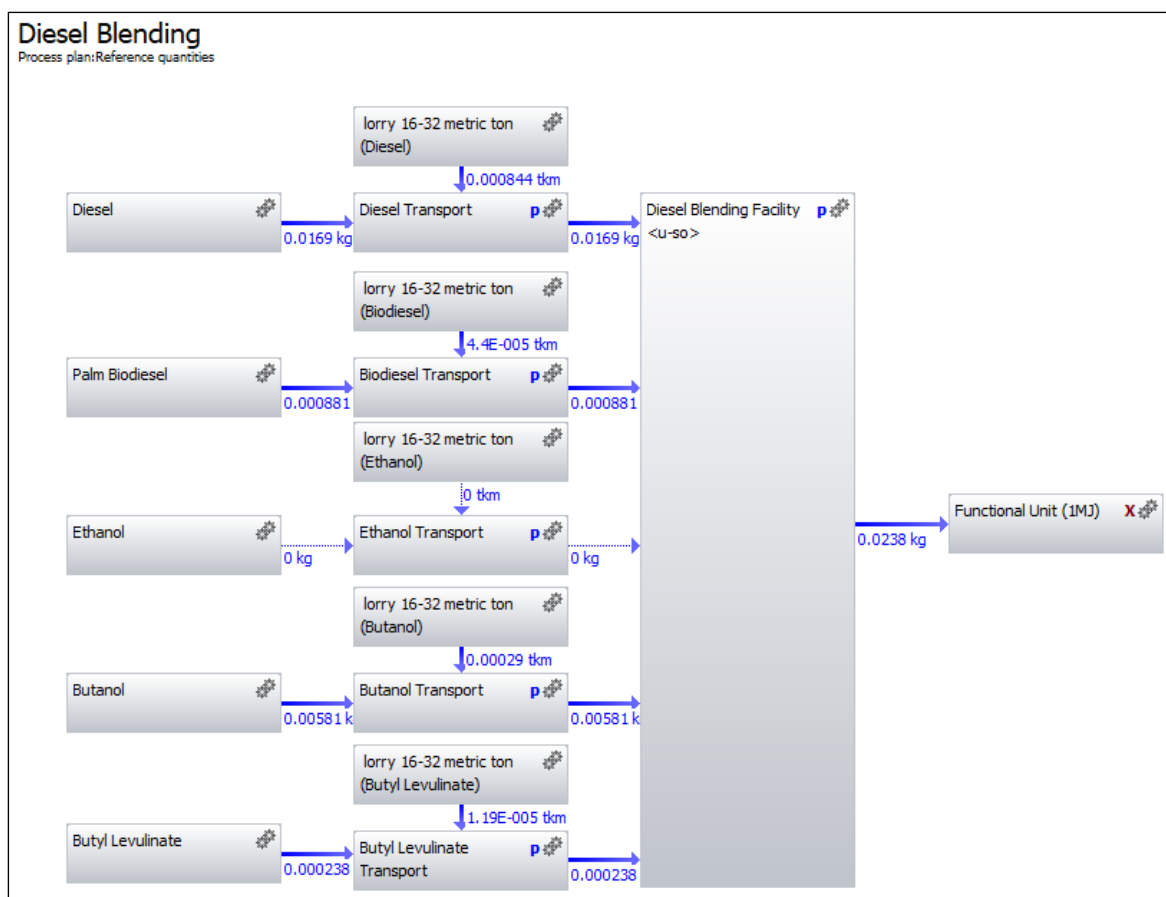 Diesel Blending
Process plan:Reference quantities
lorry 16-32 metric ton
(Diesel)
0.000844 tkm
Diesel
0.0169 kg
Diesel Transport p
0.0169 kg
Diesel Blending Facility p
<u-so>
lorry 16-32 metric ton
(Biodiesel)
4.4E-005 tkm
Palm Biodiesel
0.000881
Biodiesel Transport p
0.000881
lorry 16-32 metric ton
(Ethanol)
0 tkm
Ethanol
0 kg
Ethanol Transport p
0 kg
Functional Unit (1MJ) X
0.0238 kg
lorry 16-32 metric ton
(Butanol)
0.00029 tkm
Butanol
0.00581 k
Butanol Transport p
0.00581 k
lorry 16-32 metric ton
(Butyl Levulinate)
1.19E-005 tkm
Butyl Levulinate
0.000238
Butyl Levulinate p
Transport
0.000238